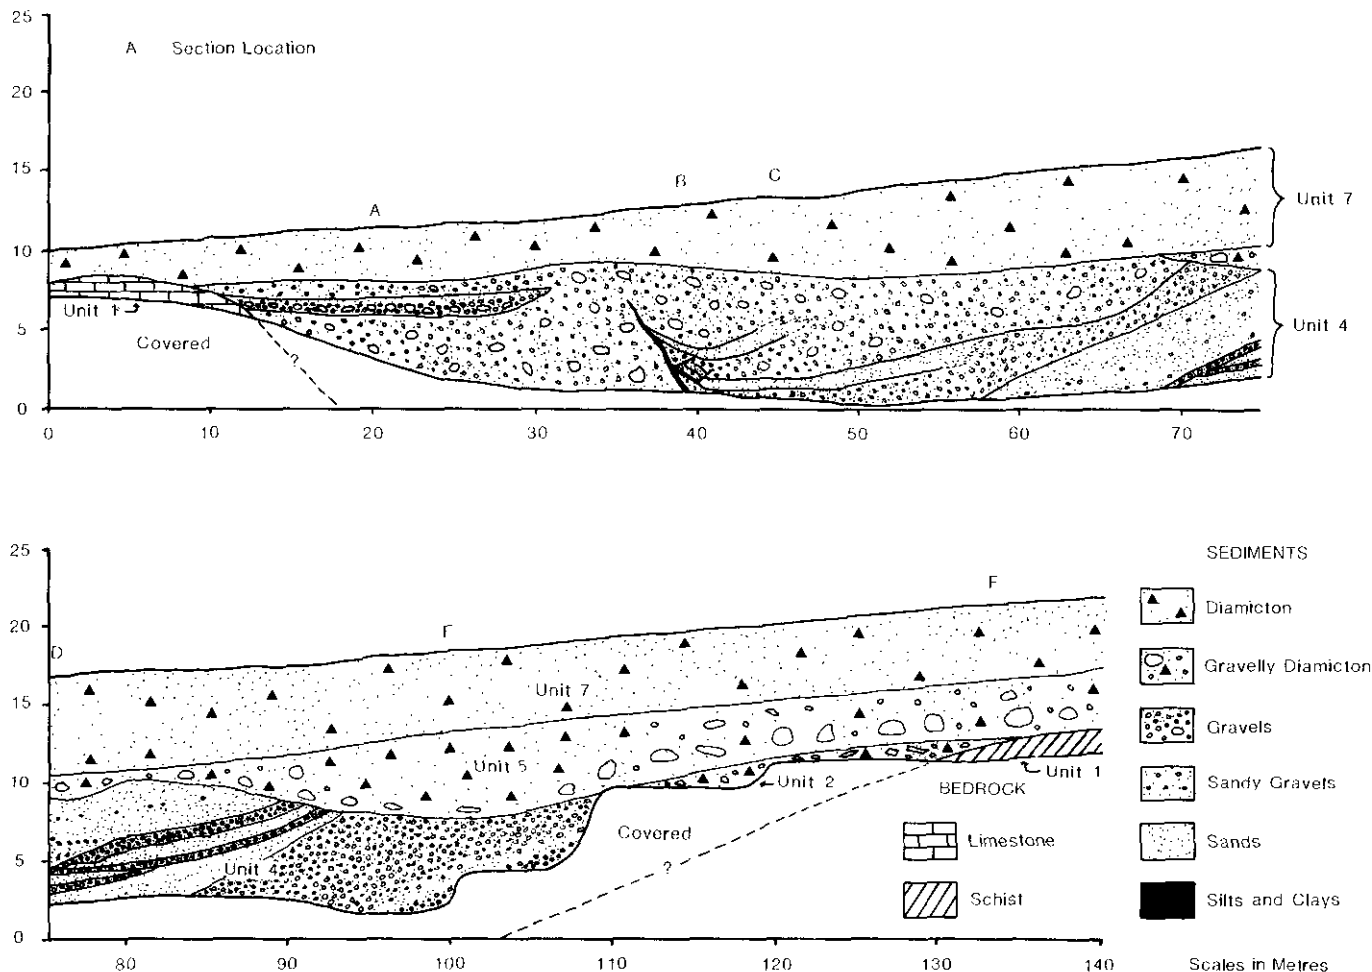 25
A Section Location
20
15
B C
A
Unit 7
10
Unit 1
5
Covered
?
Unit 4
0
0 10 20 30 40 50 60 70
25
SEDIMENTS
F
Diamicton
20
F
D
Gravelly Diamicton
Unit 7
15
Gravels
Unit 5
Unit 1
10
Unit 2
BEDROCK
Sandy Gravels
Covered
Limestone
Sands
5
Unit 4
?
Schist
Silts and Clays
0
80 90 100 110 120 130 140 Scales in Metres